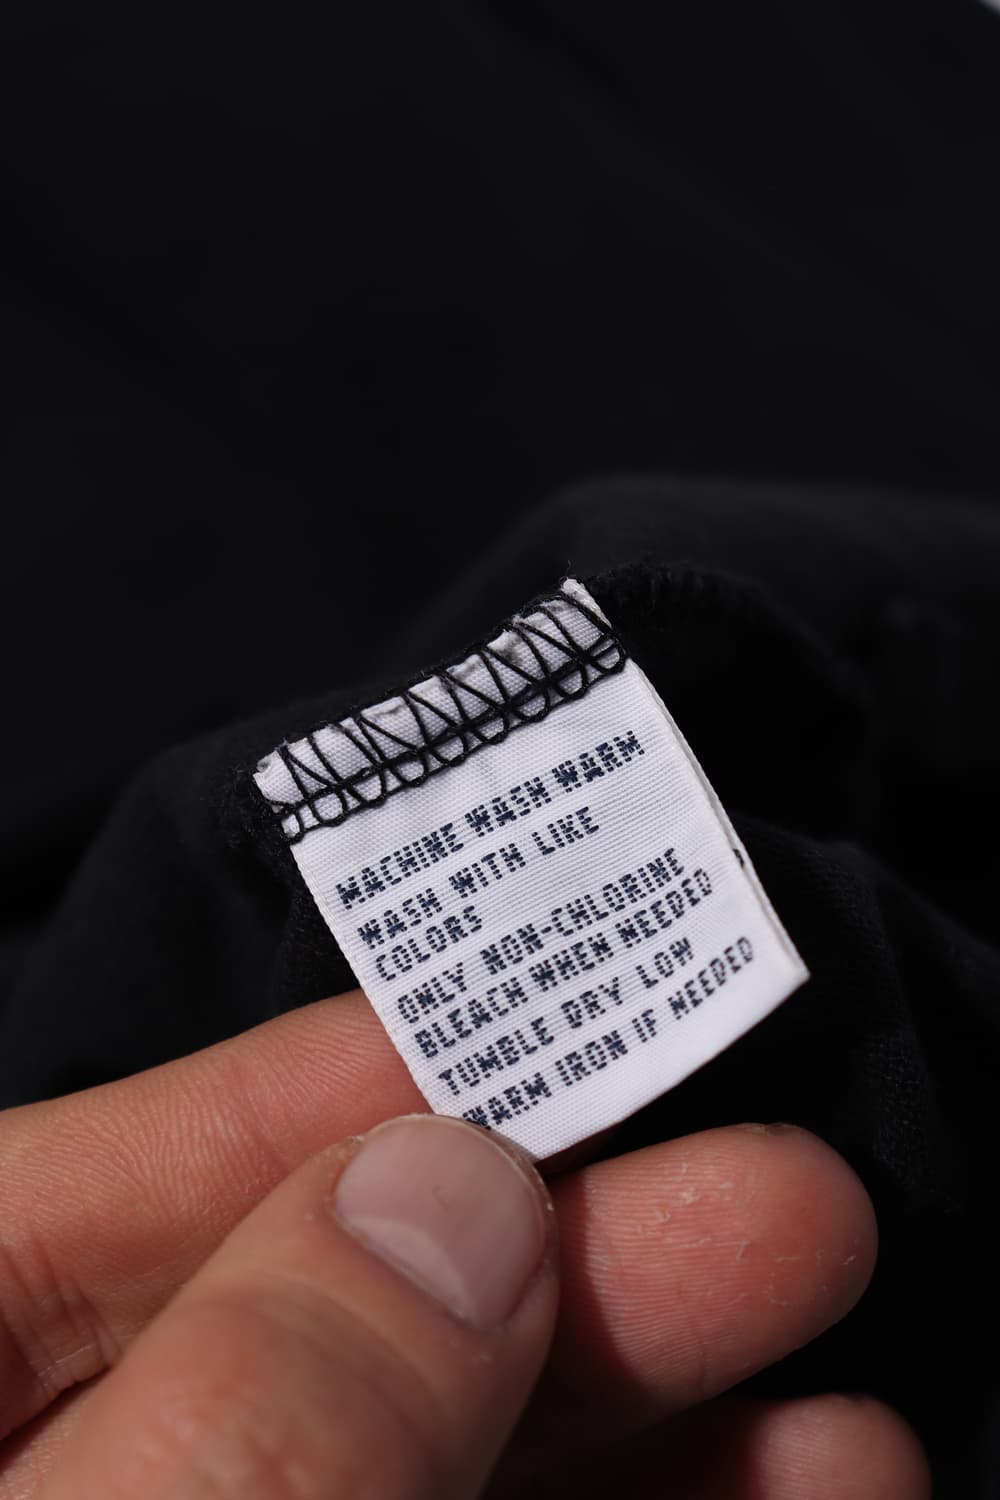 MACHINE WASH WARM
WASH WITH LIKE
COLORS
ONLY NON-CHLORINE
BLEACH WHEN NEEDED
TUMBLE DRY LOW
WARM IRON IF NEEDED